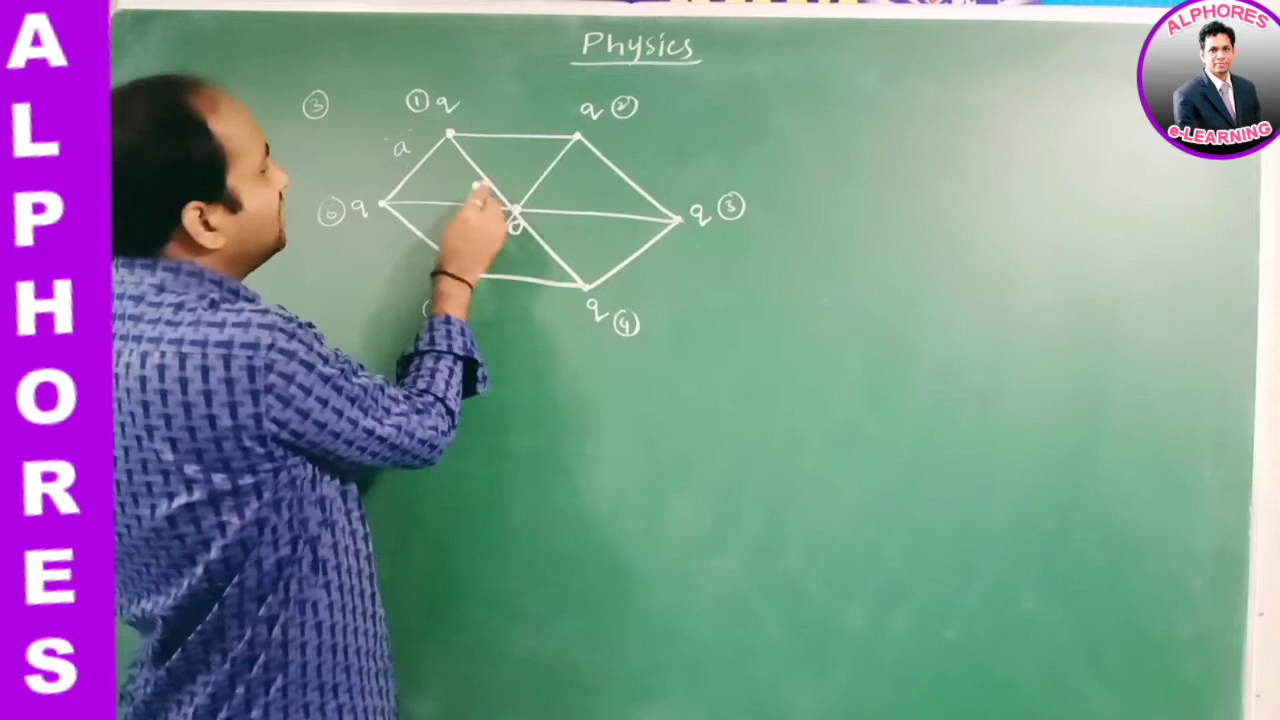 ALPHORES
ALPHORES
e-LEARNING
Physics
③ ① q q ②
a
⑥ q q ③
O
q ④